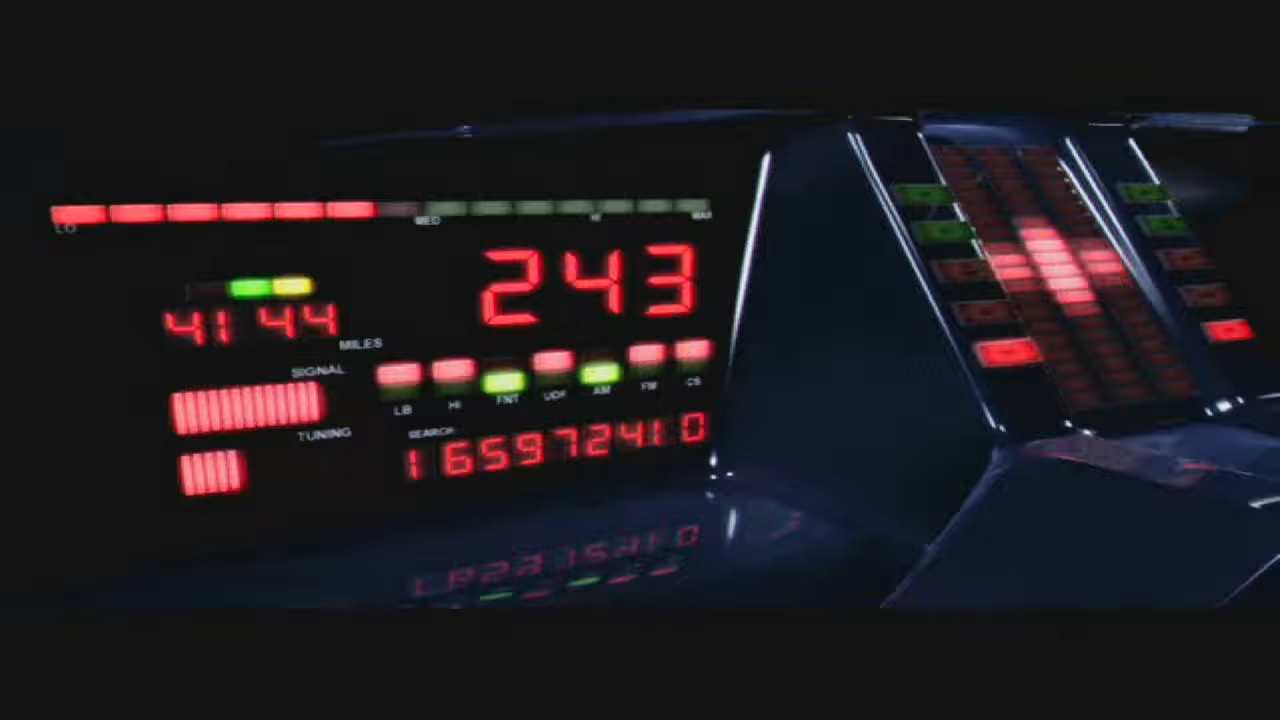 LO MED HI MAX
243
41 44
MILES
SIGNAL
LB HI FNT UDF AM FM CS
TUNING
SEARCH
1 6597241 0